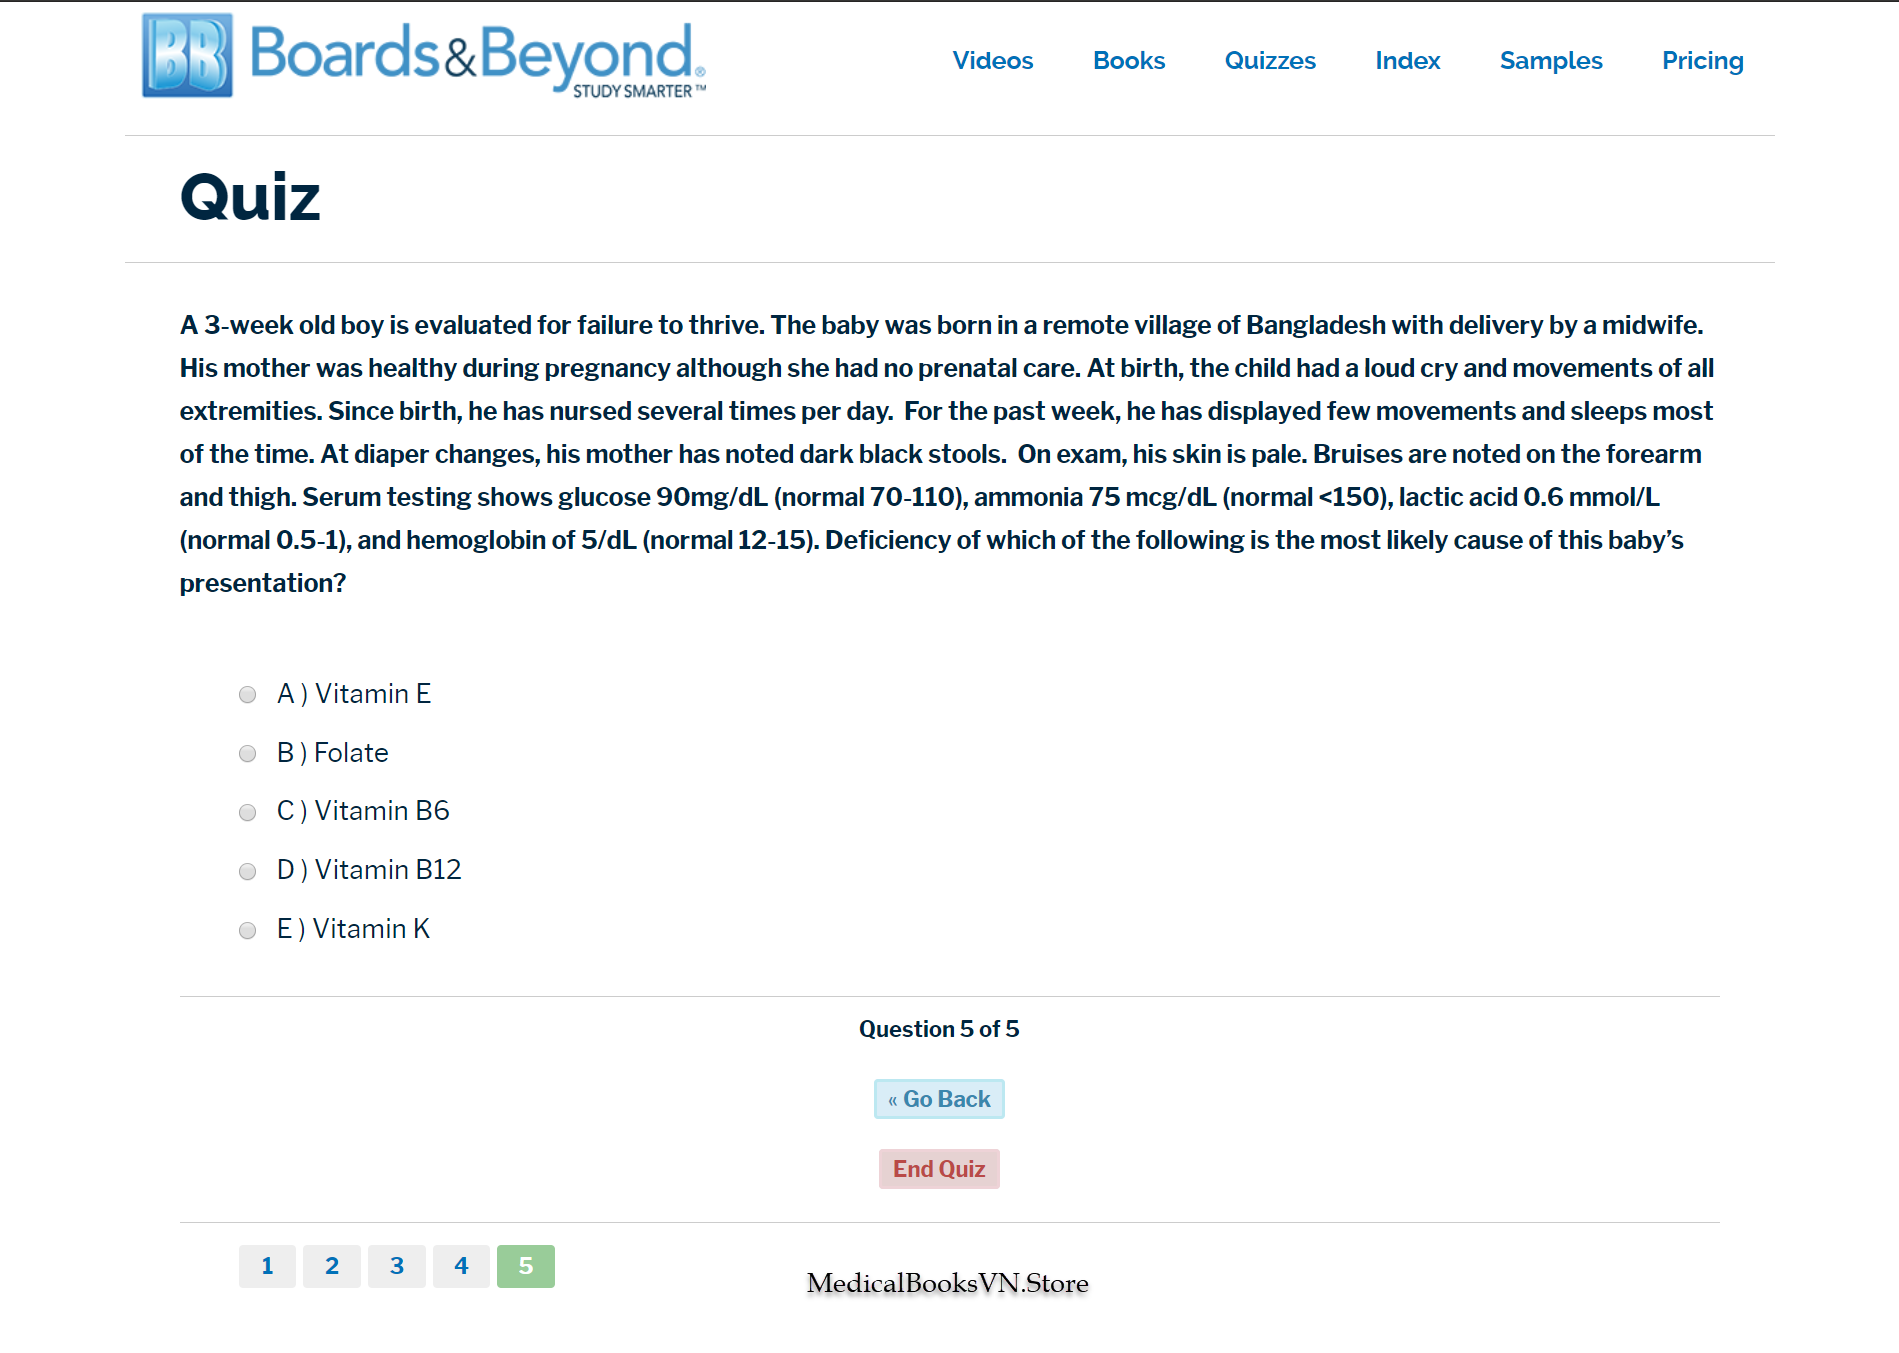 BB Boards&Beyond®
STUDY SMARTER™
Videos Books Quizzes Index Samples Pricing
Quiz
A 3-week old boy is evaluated for failure to thrive. The baby was born in a remote village of Bangladesh with delivery by a midwife.
His mother was healthy during pregnancy although she had no prenatal care. At birth, the child had a loud cry and movements of all
extremities. Since birth, he has nursed several times per day.  For the past week, he has displayed few movements and sleeps most
of the time. At diaper changes, his mother has noted dark black stools.  On exam, his skin is pale. Bruises are noted on the forearm
and thigh. Serum testing shows glucose 90mg/dL (normal 70-110), ammonia 75 mcg/dL (normal <150), lactic acid 0.6 mmol/L
(normal 0.5-1), and hemoglobin of 5/dL (normal 12-15). Deficiency of which of the following is the most likely cause of this baby’s
presentation?
A ) Vitamin E
B ) Folate
C ) Vitamin B6
D ) Vitamin B12
E ) Vitamin K
Question 5 of 5
« Go Back
End Quiz
1 2 3 4 5
MedicalBooksVN.Store